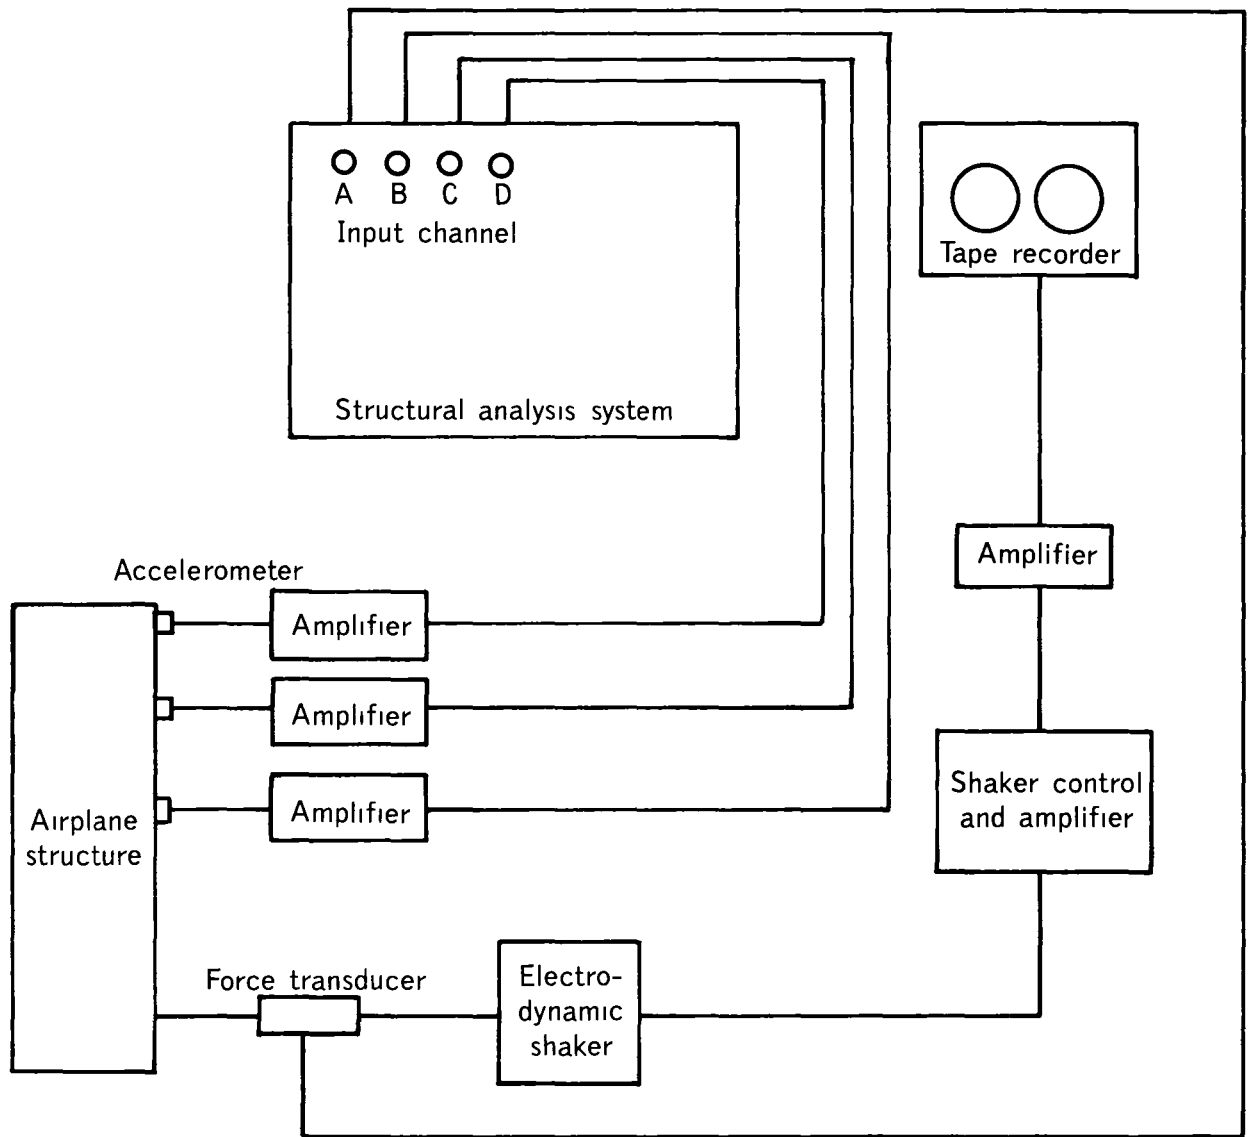 A B C D
Input channel
Structural analysis system
Tape recorder
Amplifier
Accelerometer
Amplifier
Amplifier
Amplifier
Airplane
structure
Shaker control
and amplifier
Force transducer
Electro-
dynamic
shaker